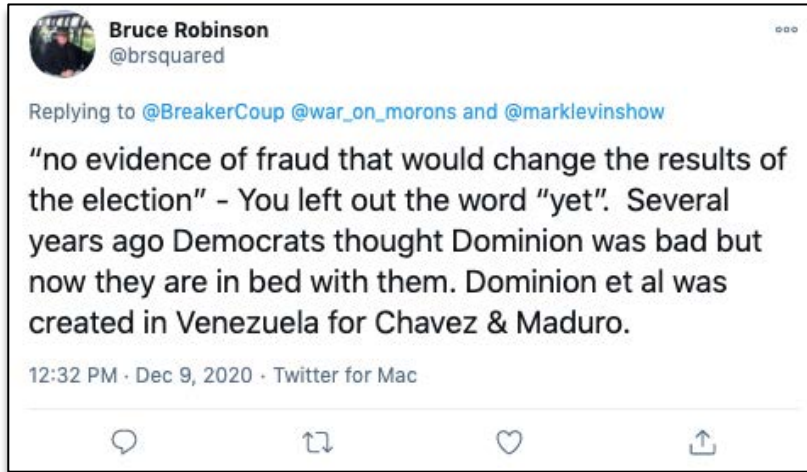 Bruce Robinson
@brsquared
Replying to @BreakerCoup @war_on_morons and @marklevinshow
“no evidence of fraud that would change the results of
the election” - You left out the word “yet”.  Several
years ago Democrats thought Dominion was bad but
now they are in bed with them. Dominion et al was
created in Venezuela for Chavez & Maduro.
12:32 PM · Dec 9, 2020 · Twitter for Mac